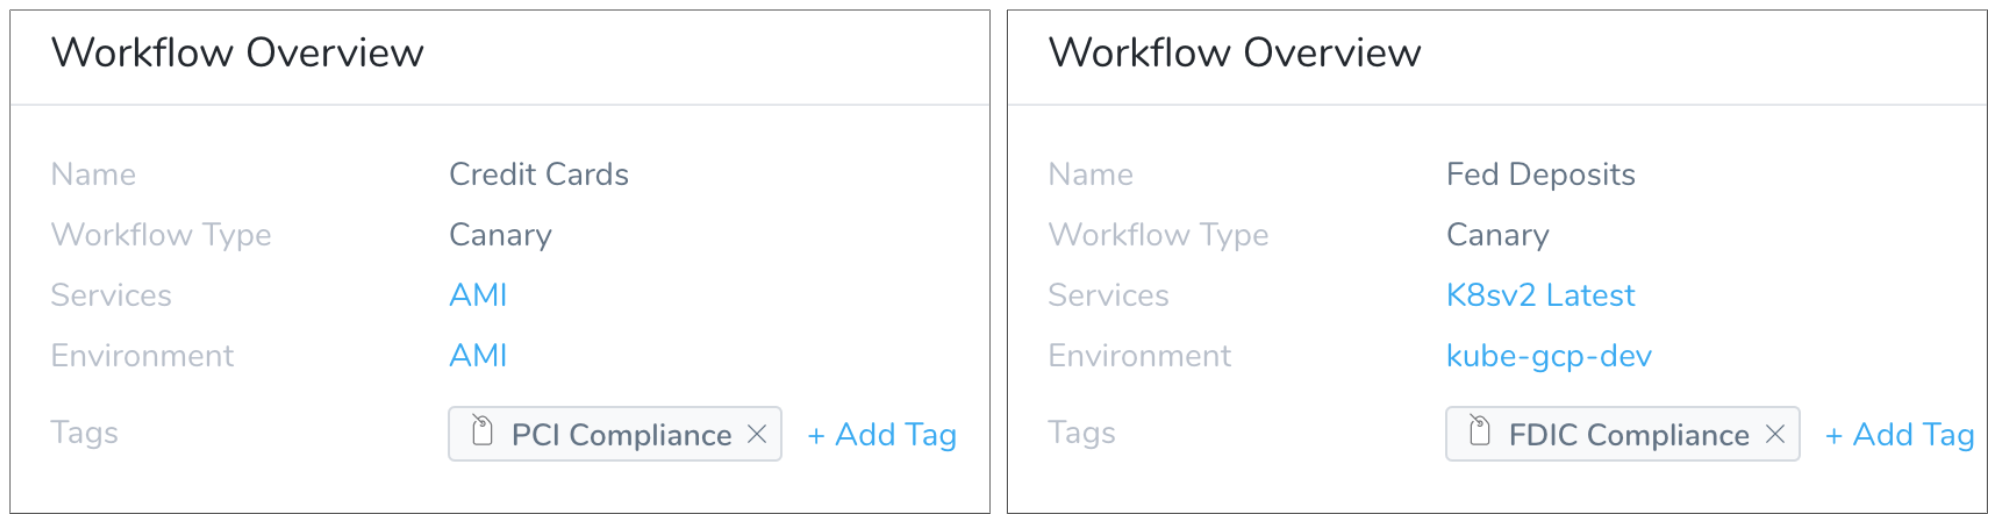 Workflow Overview
Name Credit Cards
Workflow Type Canary
Services AMI
Environment AMI
Tags PCI Compliance × + Add Tag
Workflow Overview
Name Fed Deposits
Workflow Type Canary
Services K8sv2 Latest
Environment kube-gcp-dev
Tags FDIC Compliance × + Add Tag